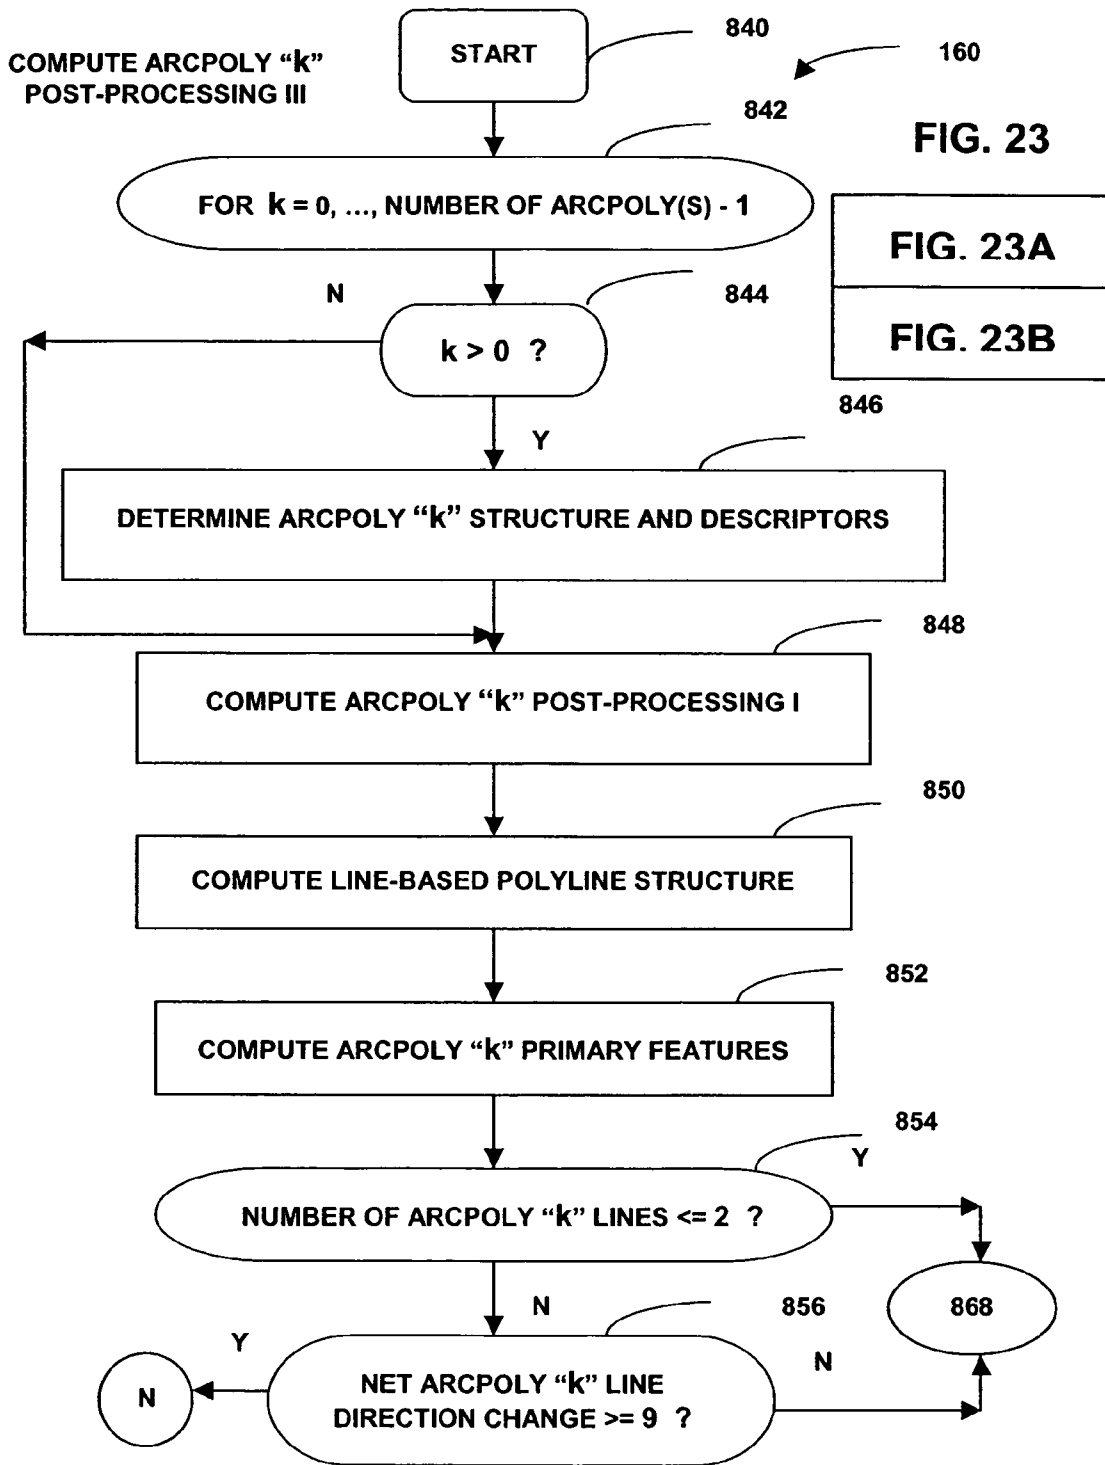 COMPUTE ARCPOLY “k”
POST-PROCESSING III
START
840
160
842
FIG. 23
FOR k = 0, ..., NUMBER OF ARCPOLY(S) - 1
FIG. 23A
FIG. 23B
N
844
k > 0 ?
846
Y
DETERMINE ARCPOLY “k” STRUCTURE AND DESCRIPTORS
848
COMPUTE ARCPOLY “k” POST-PROCESSING I
850
COMPUTE LINE-BASED POLYLINE STRUCTURE
852
COMPUTE ARCPOLY “k” PRIMARY FEATURES
854
Y
NUMBER OF ARCPOLY “k” LINES <= 2 ?
868
N
856
Y
N
N
NET ARCPOLY “k” LINE
DIRECTION CHANGE >= 9 ?